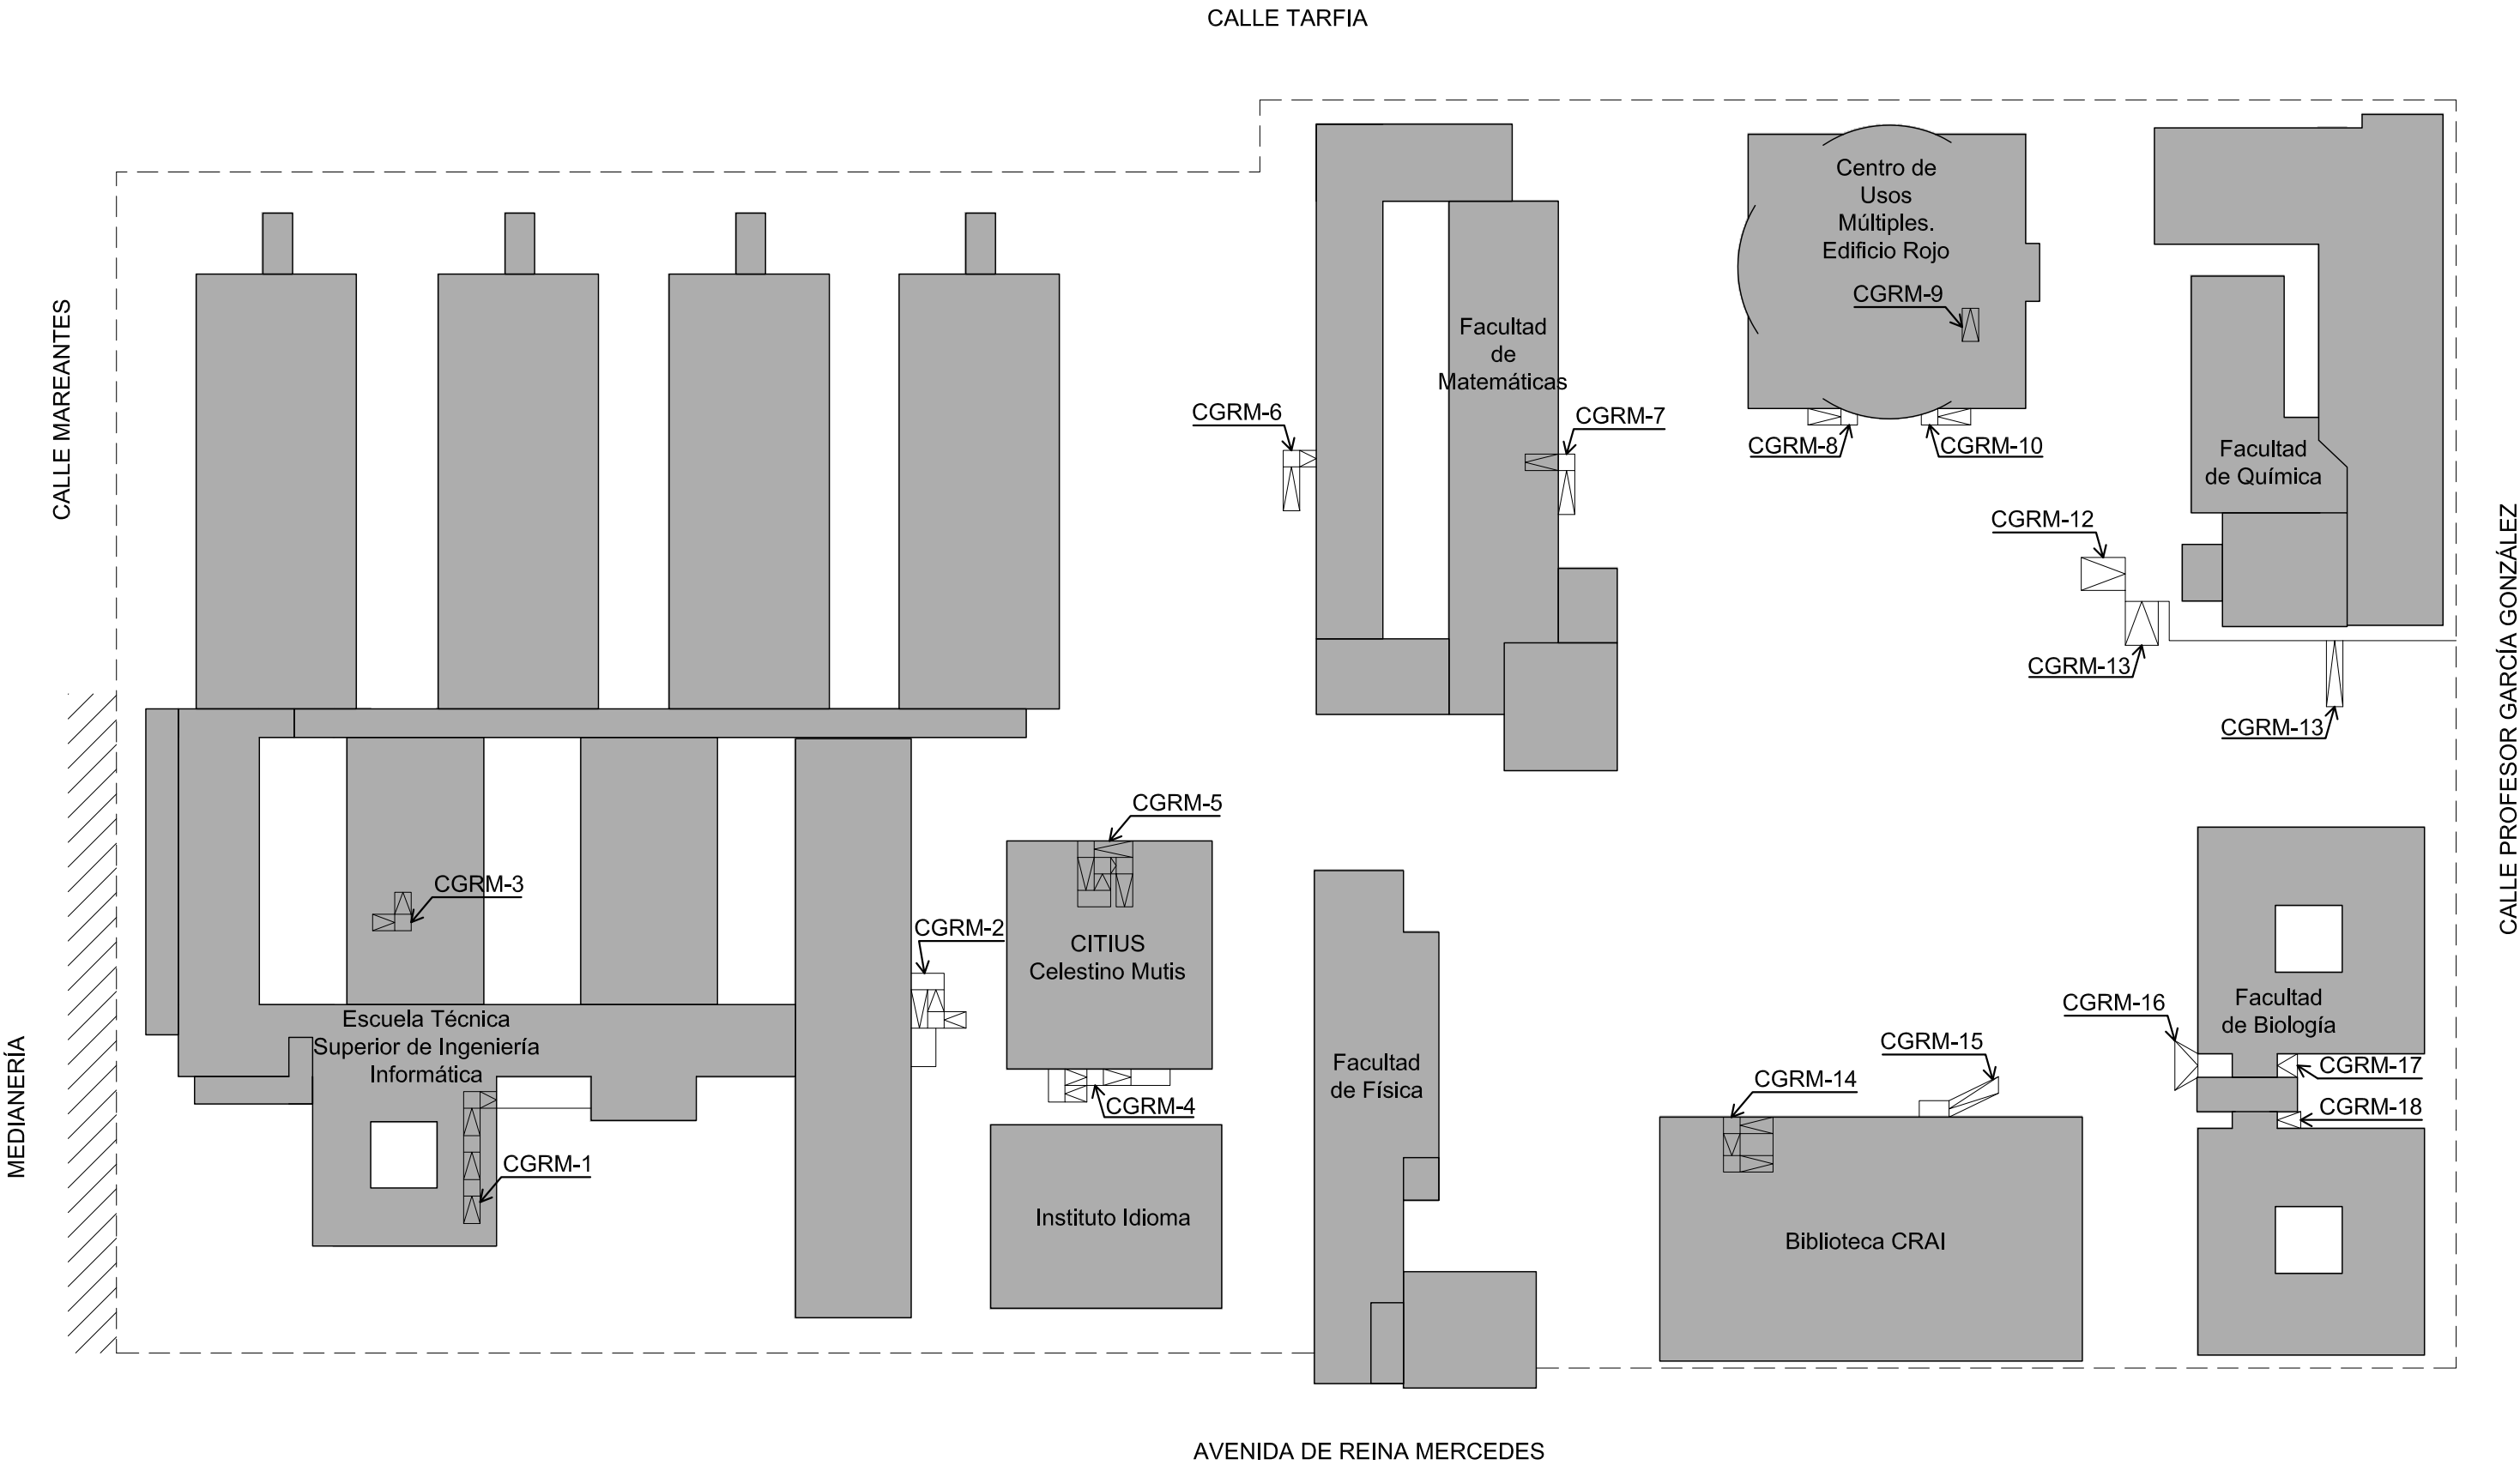 CALLE TARFIA
Centro de
Usos
Múltiples.
Edificio Rojo
CGRM-9
CALLE MAREANTES
Facultad
de
Matemáticas
CGRM-6
CGRM-7
CGRM-8
CGRM-10
Facultad
de Química
CGRM-12
CGRM-13
CGRM-13
CALLE PROFESOR GARCÍA GONZÁLEZ
CGRM-5
CGRM-3
CGRM-2
CITIUS
Celestino Mutis
Escuela Técnica
Superior de Ingeniería
Informática
CGRM-16
Facultad
de Biología
CGRM-15
CGRM-17
Facultad
de Física
CGRM-14
CGRM-4
CGRM-18
MEDIANERÍA
CGRM-1
Instituto Idioma
Biblioteca CRAI
AVENIDA DE REINA MERCEDES